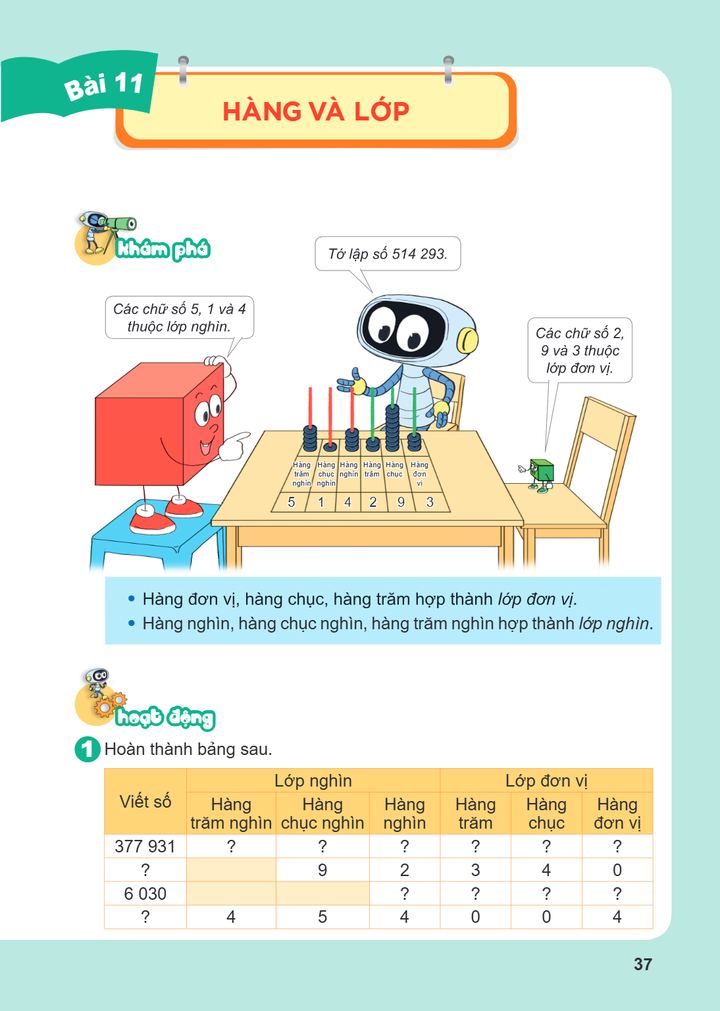 Bài 11
HÀNG VÀ LỚP
khám phá
Tớ lập số 514 293.
Các chữ số 5, 1 và 4
thuộc lớp nghìn.
Các chữ số 2,
9 và 3 thuộc
lớp đơn vị.
Hàng trăm nghìn Hàng chục nghìn Hàng nghìn Hàng trăm Hàng chục Hàng đơn vị
5 1 4 2 9 3
• Hàng đơn vị, hàng chục, hàng trăm hợp thành lớp đơn vị.
• Hàng nghìn, hàng chục nghìn, hàng trăm nghìn hợp thành lớp nghìn.
hoạt động
1 Hoàn thành bảng sau.
Viết số Lớp nghìn Lớp đơn vị
Hàng trăm nghìn Hàng chục nghìn Hàng nghìn Hàng trăm Hàng chục Hàng đơn vị
377 931 ? ? ? ? ? ?
? 9 2 3 4 0
6 030 ? ? ? ?
? 4 5 4 0 0 4
37